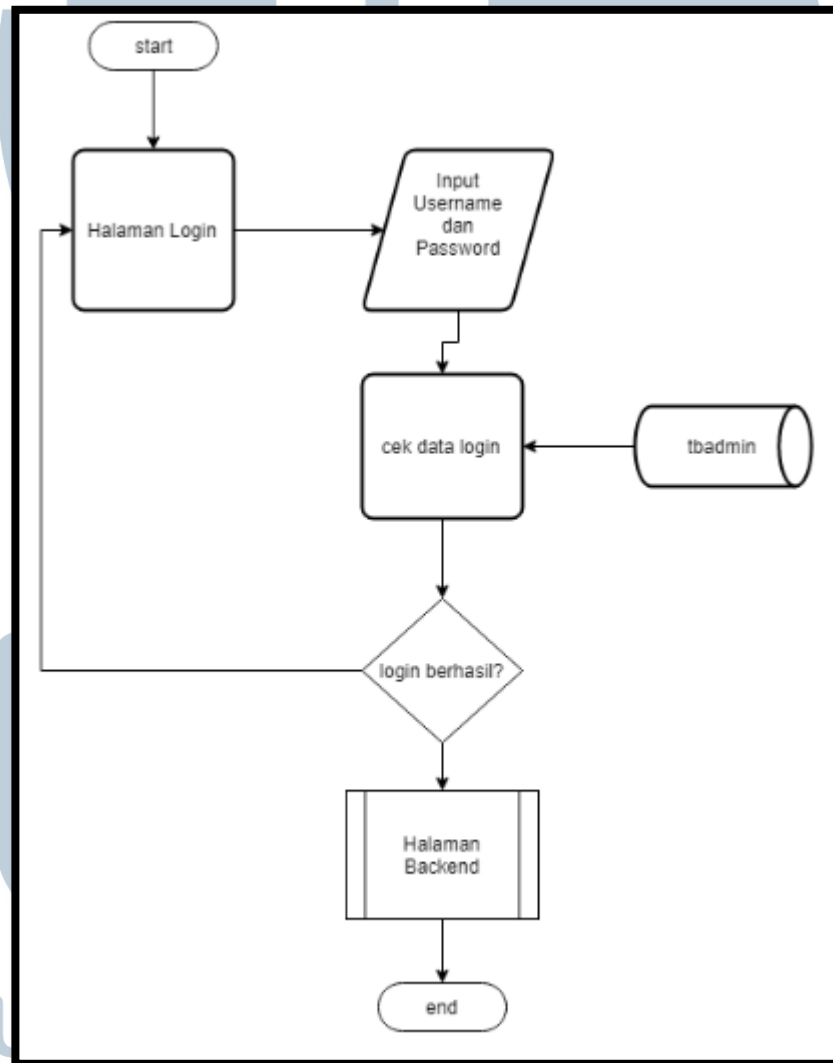 start
Halaman Login
Input
Username
dan
Password
cek data login
tbadmin
login berhasil?
Halaman
Backend
end